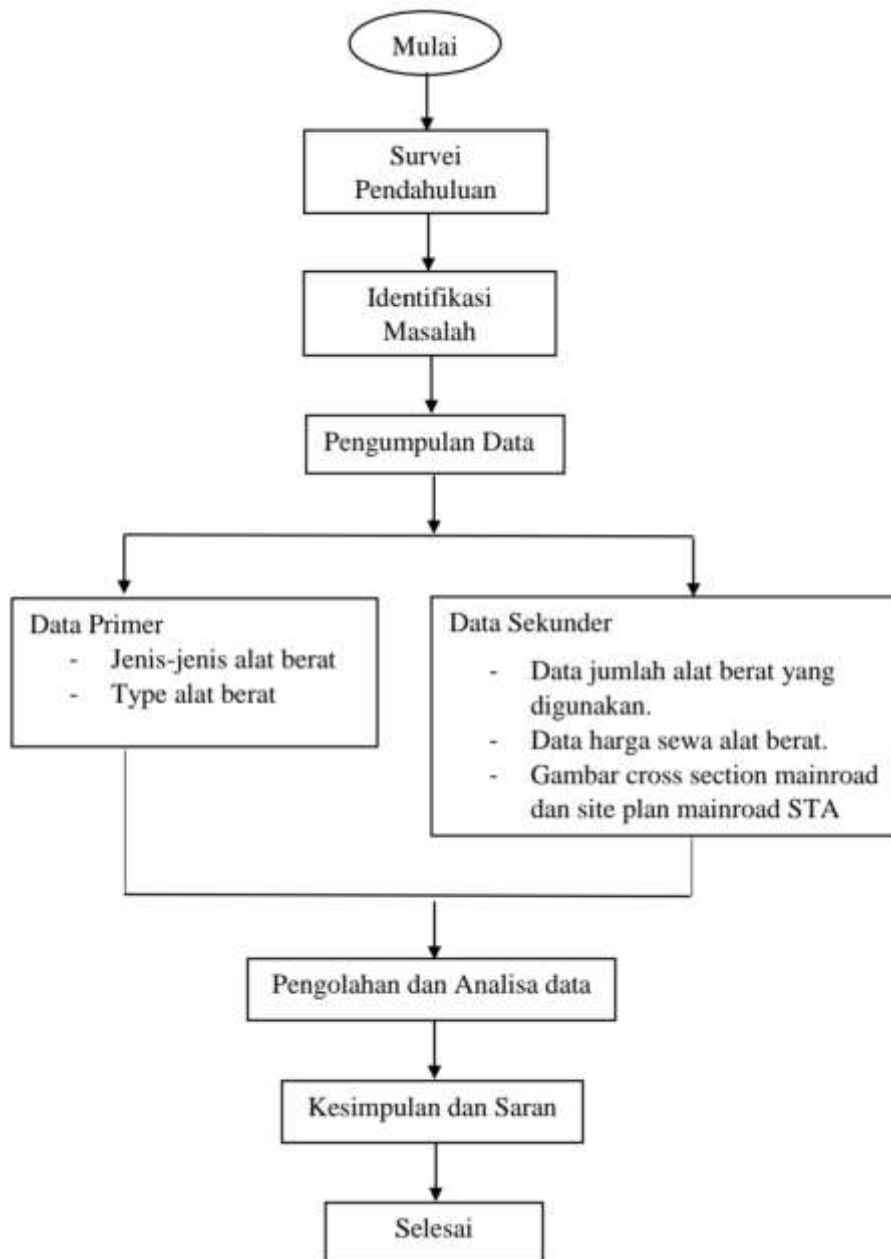 Mulai
Survei
Pendahuluan
Identifikasi
Masalah
Pengumpulan Data
Data Primer
- Jenis-jenis alat berat
- Type alat berat
Data Sekunder
- Data jumlah alat berat yang
digunakan.
- Data harga sewa alat berat.
- Gambar cross section mainroad
dan site plan mainroad STA
Pengolahan dan Analisa data
Kesimpulan dan Saran
Selesai